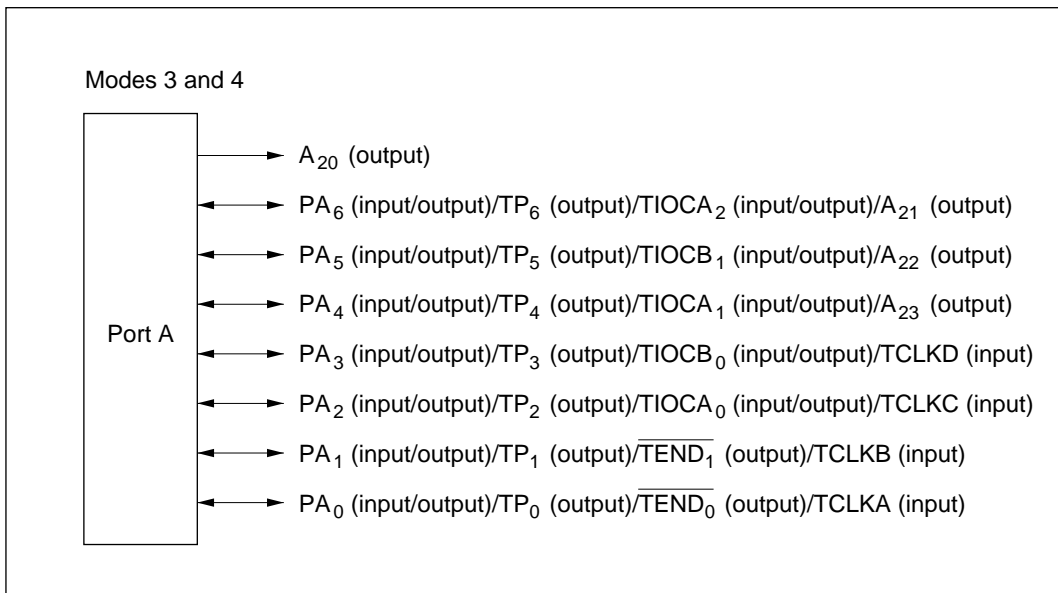 Modes 3 and 4
A20 (output)
PA6 (input/output)/TP6 (output)/TIOCA2 (input/output)/A21 (output)
PA5 (input/output)/TP5 (output)/TIOCB1 (input/output)/A22 (output)
PA4 (input/output)/TP4 (output)/TIOCA1 (input/output)/A23 (output)
Port A
PA3 (input/output)/TP3 (output)/TIOCB0 (input/output)/TCLKD (input)
PA2 (input/output)/TP2 (output)/TIOCA0 (input/output)/TCLKC (input)
PA1 (input/output)/TP1 (output)/T̅E̅N̅D̅1̅ (output)/TCLKB (input)
PA0 (input/output)/TP0 (output)/T̅E̅N̅D̅0̅ (output)/TCLKA (input)